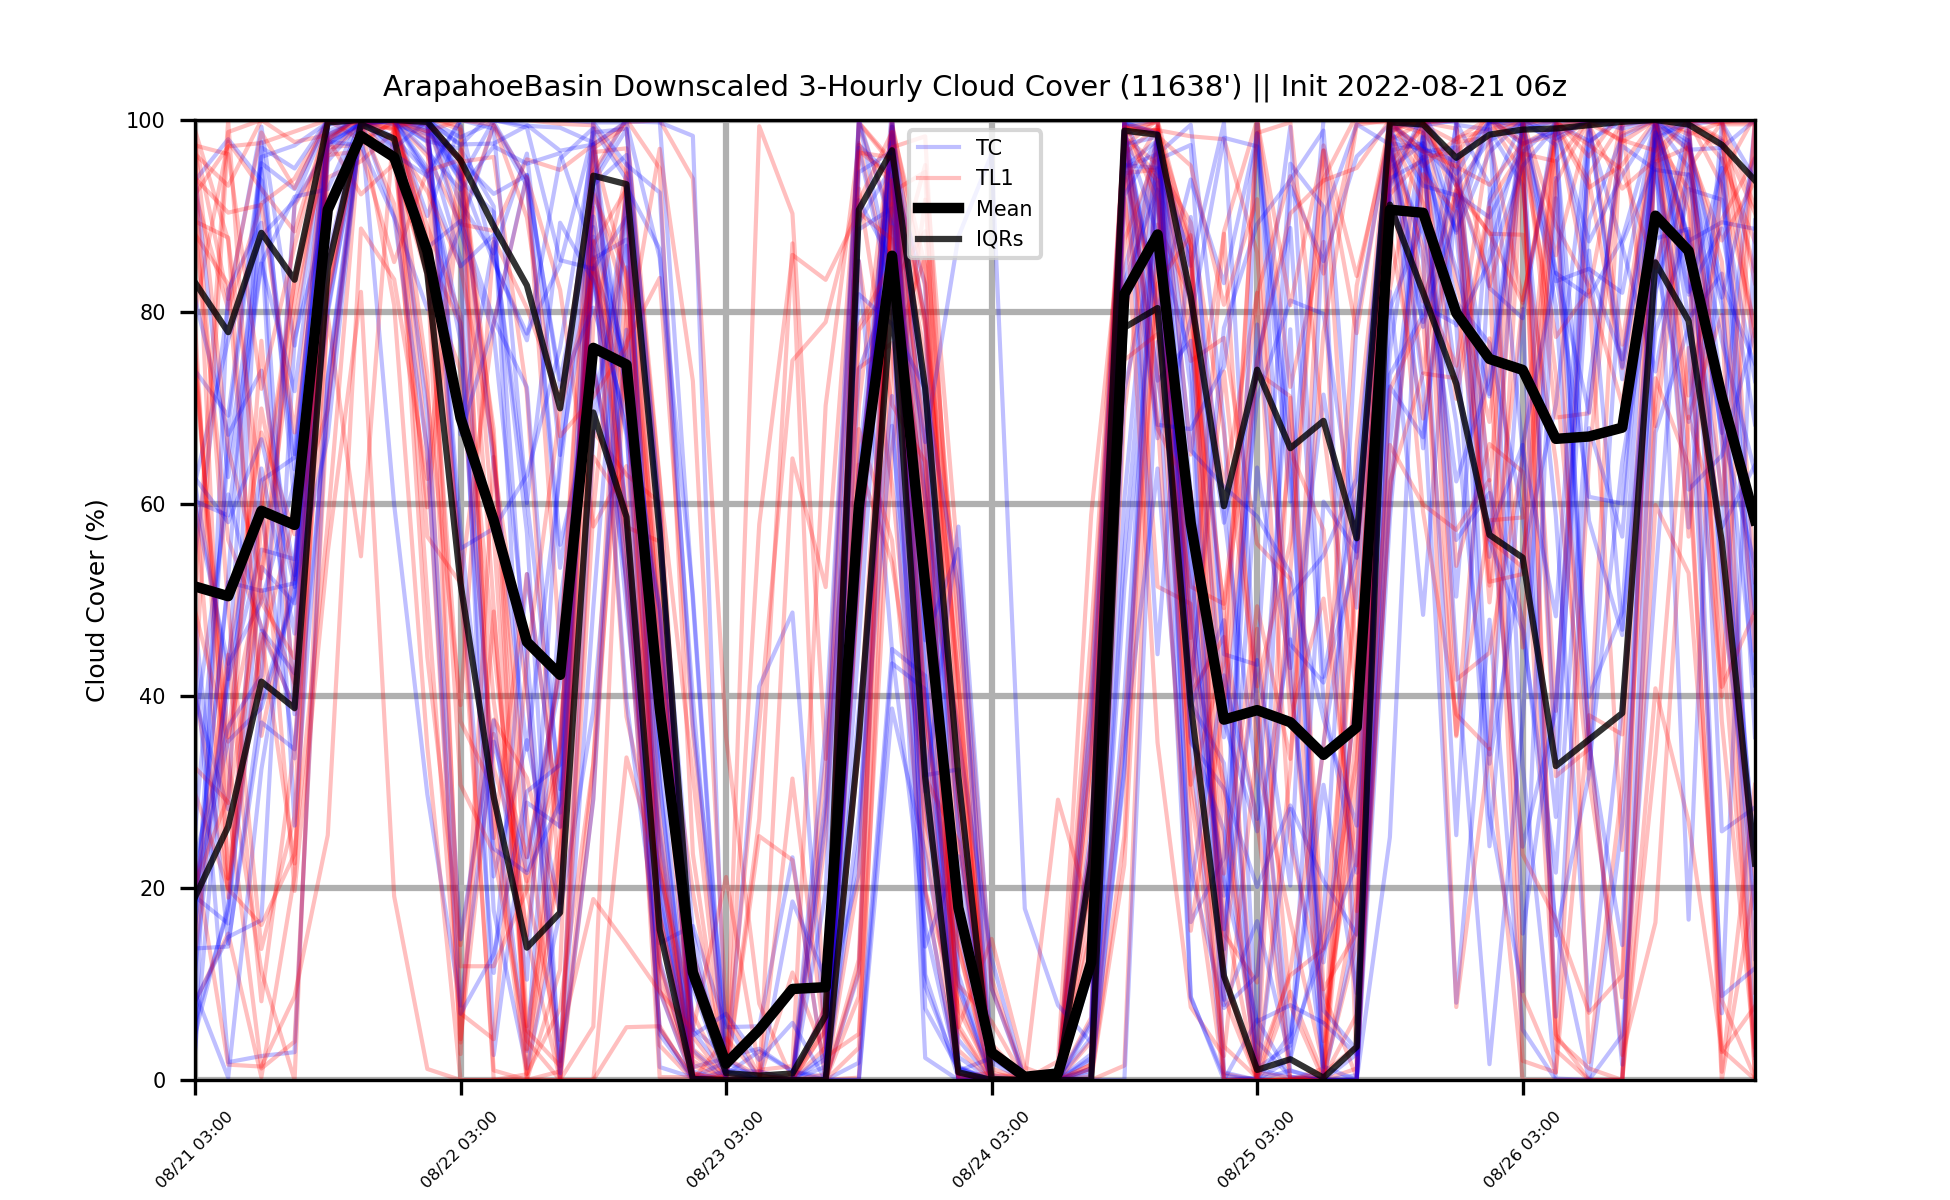 ArapahoeBasin Downscaled 3-Hourly Cloud Cover (11638') || Init 2022-08-21 06z
Cloud Cover (%)
100
80
60
40
20
0
TC
TL1
Mean
IQRs
08/21 03:00
08/22 03:00
08/23 03:00
08/24 03:00
08/25 03:00
08/26 03:00